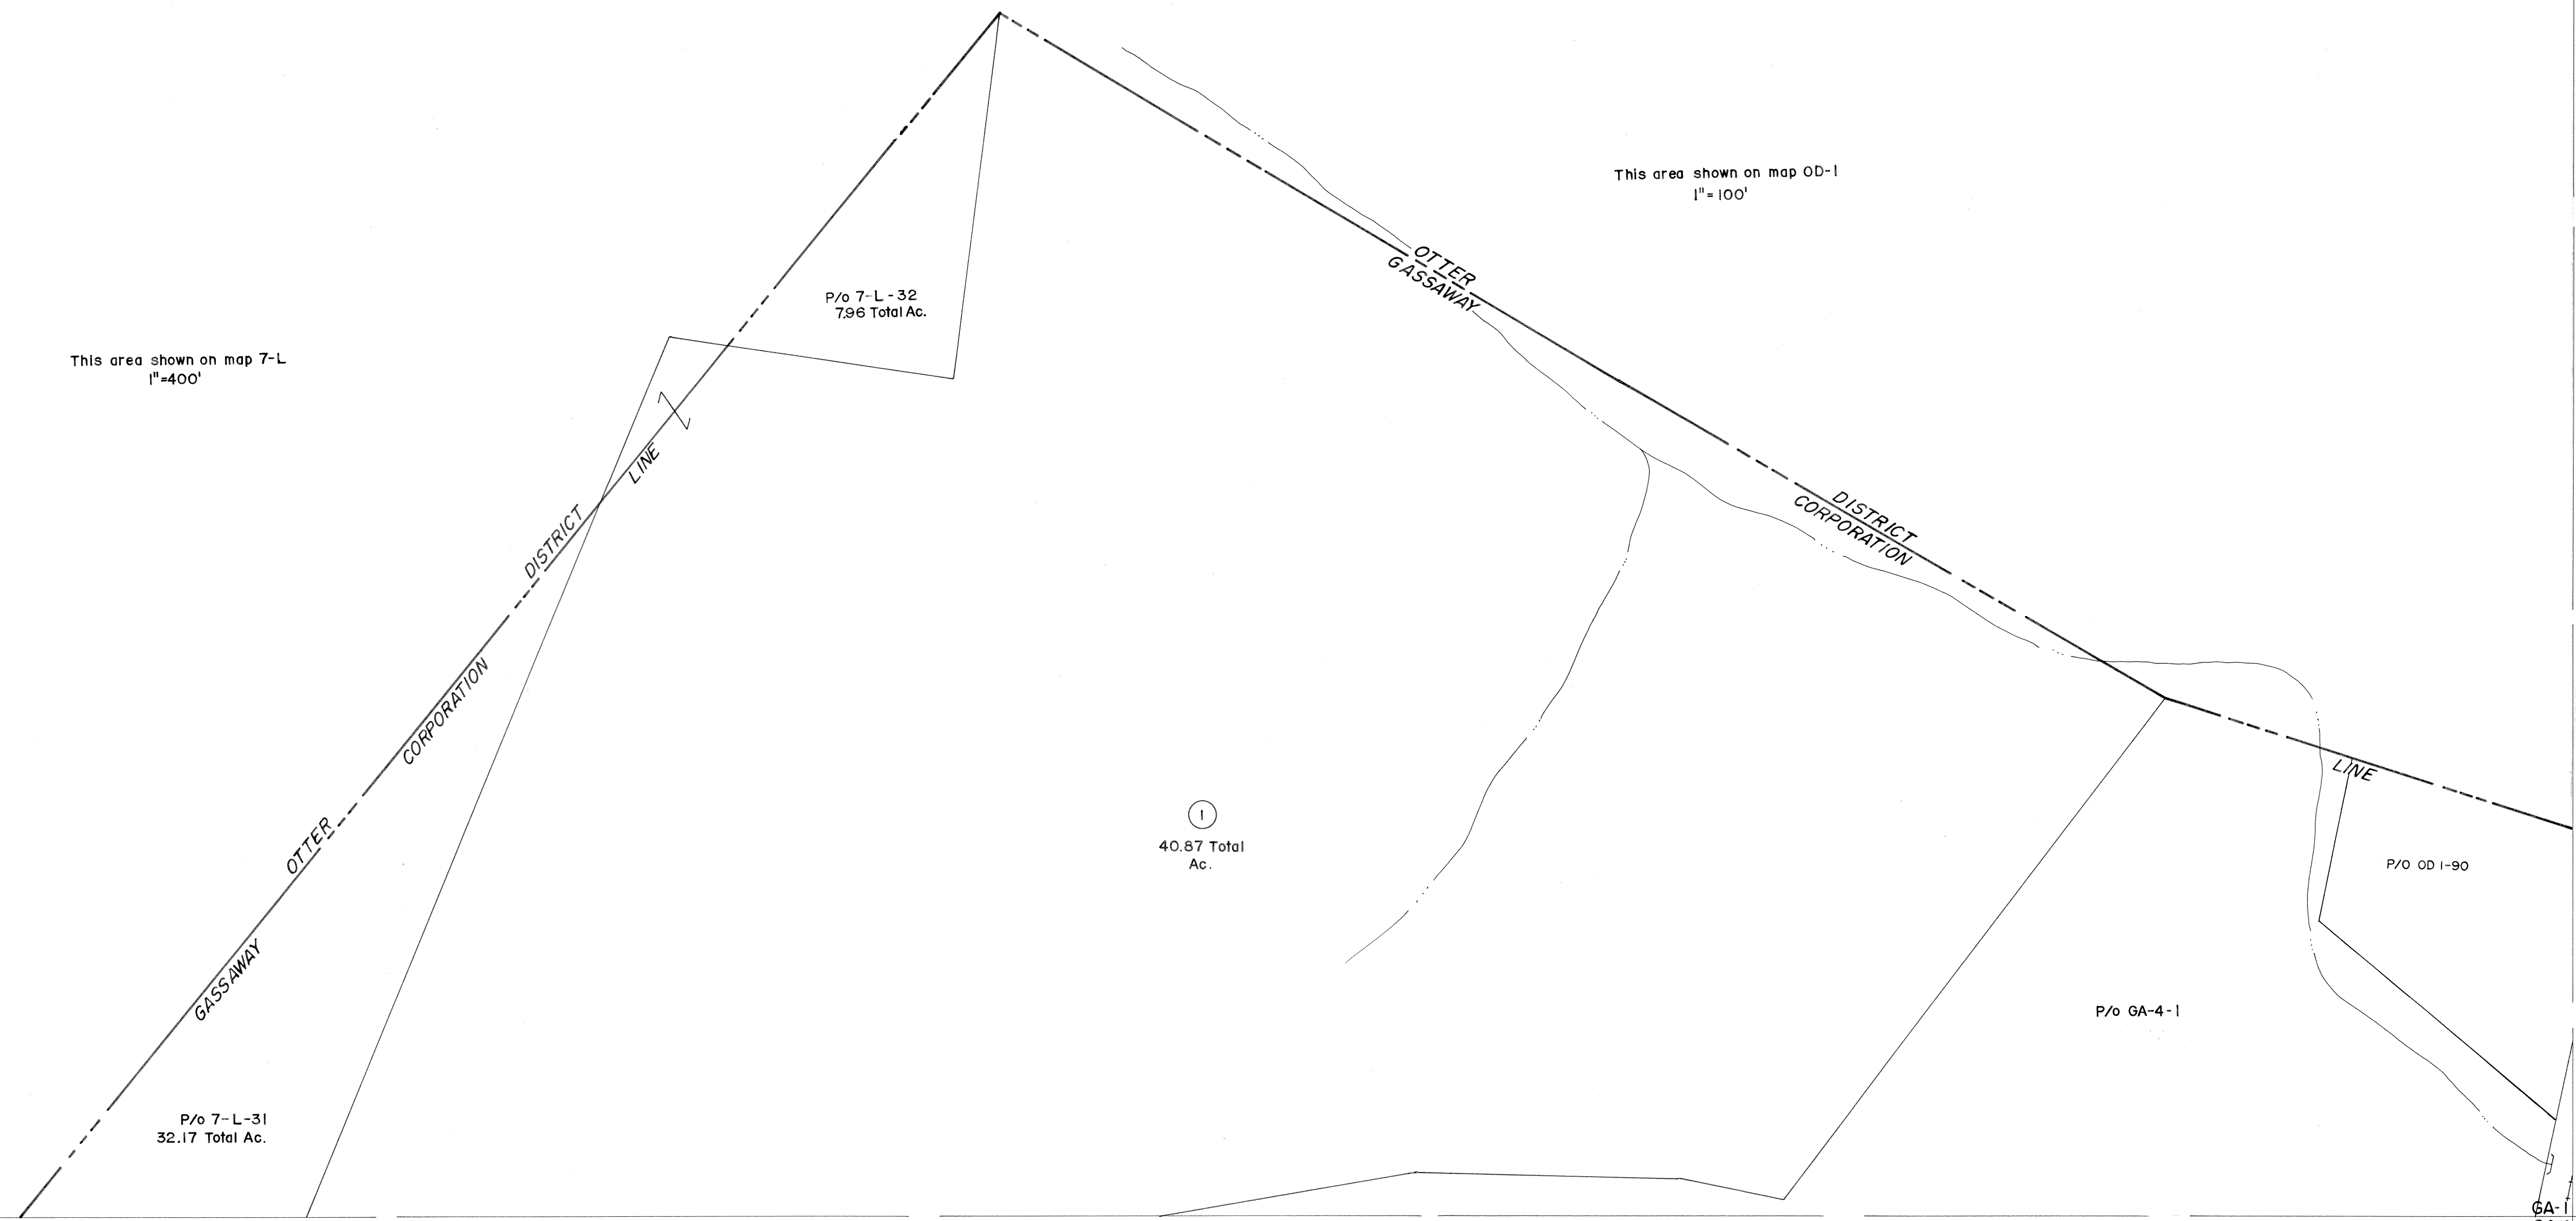 This area shown on map OD-1
1"=100'
OTTER
GASSAWAY
P/o 7-L-32
7.96 Total Ac.
This area shown on map 7-L
1"=400'
LINE
DISTRICT
CORPORATION
DISTRICT
CORPORATION
LINE
OTTER
GASSAWAY
1
40.87 Total
Ac.
P/O OD 1-90
P/o GA-4-1
P/o 7-L-31
32.17 Total Ac.
GA-1